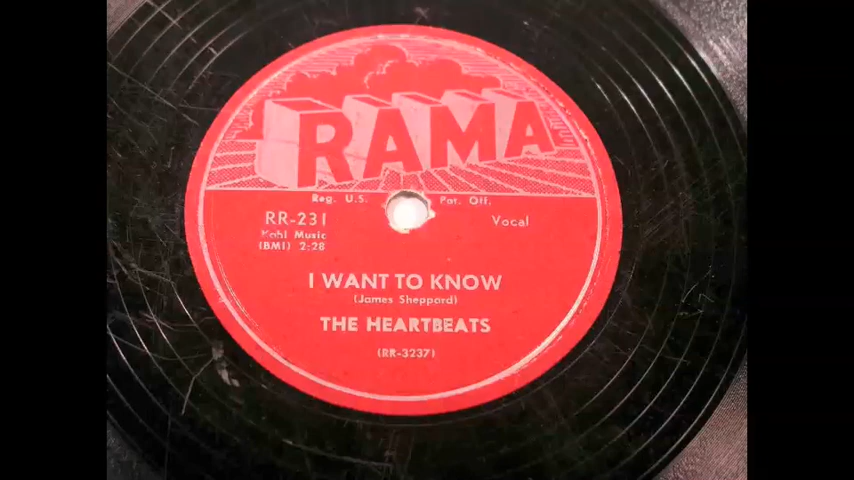 RAMA
Reg. U.S. Pat. Off.
RR-231
Vocal
Kahl Music
(BMI) 2:28
I WANT TO KNOW
(James Sheppard)
THE HEARTBEATS
(RR-3237)